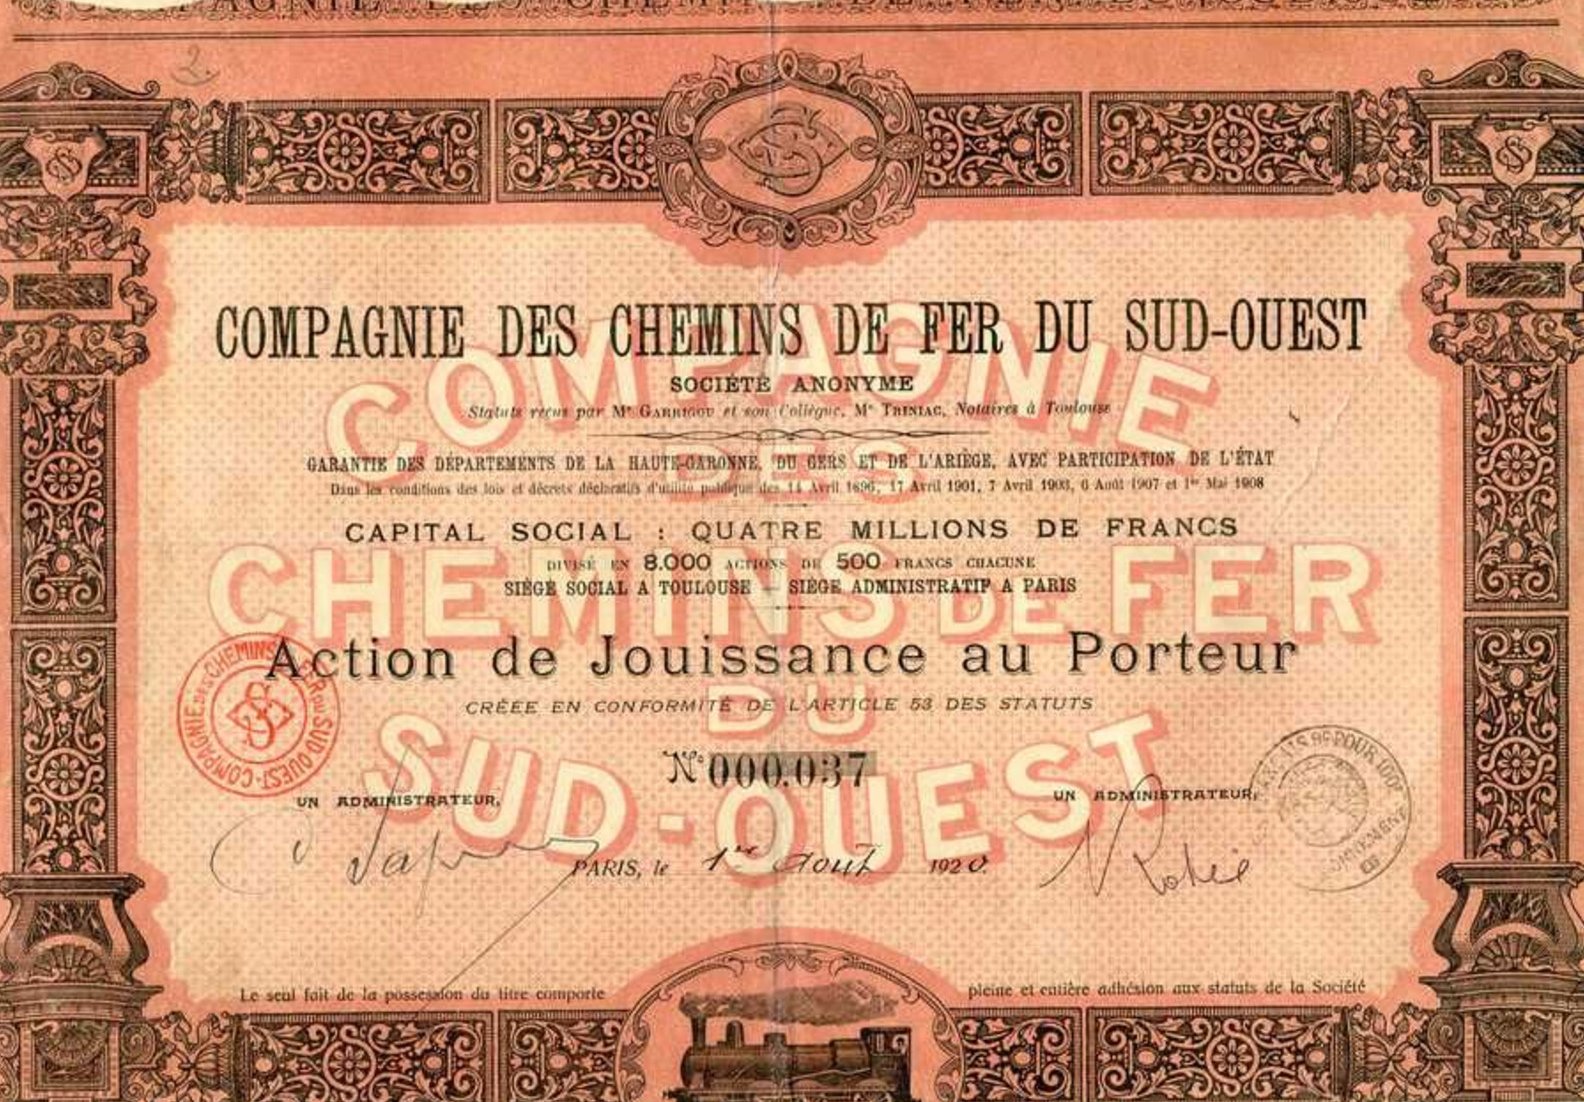 2.
COMPAGNIE DES CHEMINS DE FER DU SUD-OUEST
SOCIÉTÉ ANONYME
Statuts reçus par Me GARRIGOU et son Collègue, Me TRINIAC, Notaires à Toulouse
GARANTIE DES DÉPARTEMENTS DE LA HAUTE-GARONNE, DU GERS ET DE L'ARIÈGE, AVEC PARTICIPATION DE L'ÉTAT
Dans les conditions des lois et décrets déclaratifs d'utilité publique des 14 Avril 1896, 17 Avril 1901, 7 Avril 1903, 6 Août 1907 et 1er Mai 1908
CAPITAL SOCIAL : QUATRE MILLIONS DE FRANCS
DIVISÉ EN 8.000 ACTIONS DE 500 FRANCS CHACUNE
SIÈGE SOCIAL A TOULOUSE — SIÈGE ADMINISTRATIF A PARIS
Action de Jouissance au Porteur
CRÉÉE EN CONFORMITÉ DE L'ARTICLE 53 DES STATUTS
No 000.037
UN ADMINISTRATEUR,
UN ADMINISTRATEUR,
PARIS, le 1er Août 1920.
Le seul fait de la possession du titre comporte pleine et entière adhésion aux statuts de la Société
COMPAGNIE
DES
CHEMINS DE FER
DU
SUD-OUEST
COMPAGNIE DES CHEMINS DE FER DU SUD-OUEST
POUR 100F